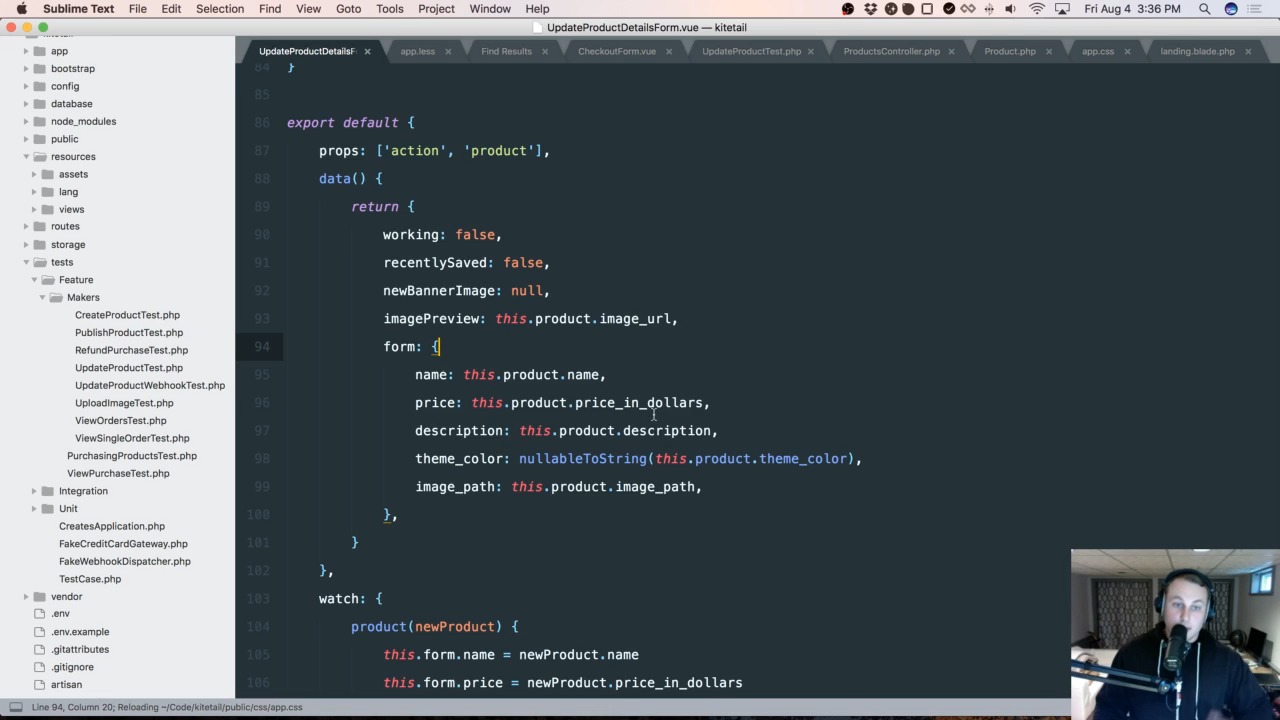 Sublime Text File Edit Selection Find View Goto Tools Project Window Help Fri Aug 4 3:36 PM
UpdateProductDetailsForm.vue — kitetail
UpdateProductDetailsF × app.less × Find Results × CheckoutForm.vue × UpdateProductTest.php × ProductsController.php × Product.php × app.css × landing.blade.php ×
app
bootstrap
config
database
node_modules
public
resources
assets
lang
views
routes
storage
tests
Feature
Makers
CreateProductTest.php
PublishProductTest.php
RefundPurchaseTest.php
UpdateProductTest.php
UpdateProductWebhookTest.php
UploadImageTest.php
ViewOrdersTest.php
ViewSingleOrderTest.php
PurchasingProductsTest.php
ViewPurchaseTest.php
Integration
Unit
CreatesApplication.php
FakeCreditCardGateway.php
FakeWebhookDispatcher.php
TestCase.php
vendor
.env
.env.example
.gitattributes
.gitignore
artisan
84 }
85
86 export default {
87 props: ['action', 'product'],
88 data() {
89 return {
90 working: false,
91 recentlySaved: false,
92 newBannerImage: null,
93 imagePreview: this.product.image_url,
94 form: {
95 name: this.product.name,
96 price: this.product.price_in_dollars,
97 description: this.product.description,
98 theme_color: nullableToString(this.product.theme_color),
99 image_path: this.product.image_path,
100 },
101 }
102 },
103 watch: {
104 product(newProduct) {
105 this.form.name = newProduct.name
106 this.form.price = newProduct.price_in_dollars
Line 94, Column 20; Reloading ~/Code/kitetail/public/css/app.css